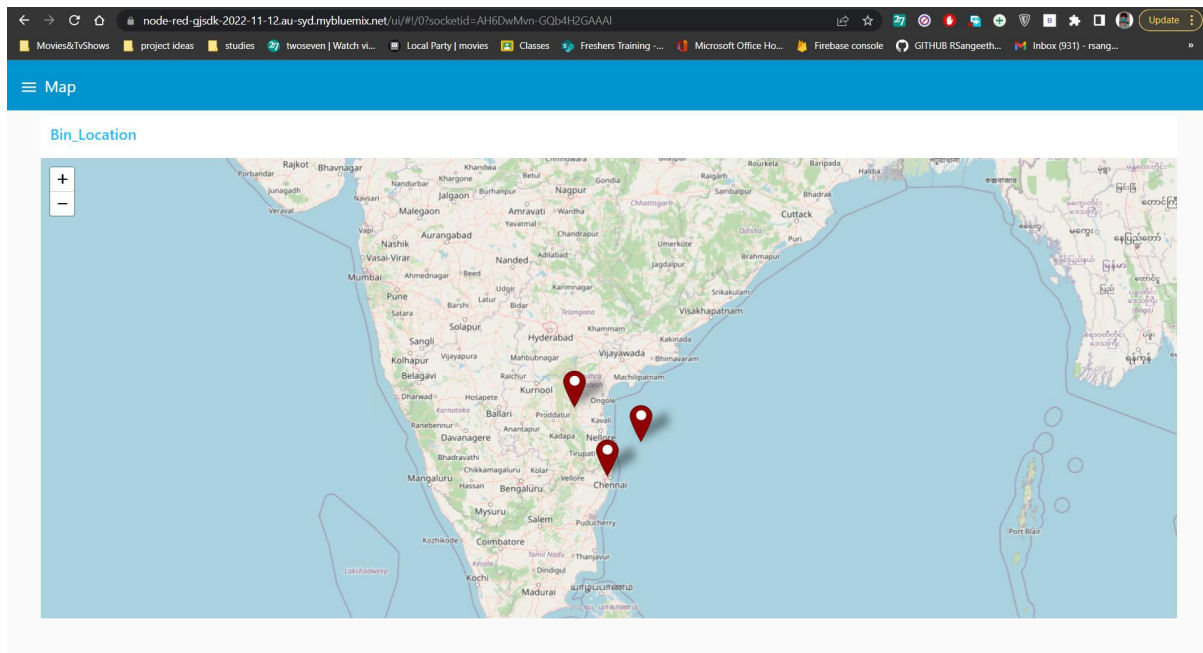 node-red-gjsdk-2022-11-12.au-syd.mybluemix.net/ui/#!/0?socketid=AH6DwMvn-GQb4H2GAAAl
27
B
Update
Movies&TvShows project ideas studies 27 twoseven | Watch vi... Local Party | movies Classes Freshers Training -... Microsoft Office Ho... Firebase console GITHUB RSangeeth... Inbox (931) - rsang... »
Map
Bin_Location
+
−
Porbandar
Rajkot
Bhavnagar
Junagadh
Veraval
Navsari
Nandurbar
Khandwa
Khargone
Burhanpur
Betul
Nagpur
Gondia
Raigarh
Rourkela
Baripada
Haldia
Sambalpur
Bhadrak
Jalgaon
Malegaon
Amravati
Wardha
Chhattisgarh
Cuttack
Vapi
Nashik
Aurangabad
Yavatmal
Chandrapur
Umerkote
Odisha
Puri
Vasai-Virar
Nanded
Adilabad
Jagdalpur
Brahmapur
Mumbai
Ahmednagar
Beed
Udgir
Karimnagar
Pune
Barshi
Latur
Bidar
Telangana
Srikakulam
Visakhapatnam
Satara
Solapur
Hyderabad
Khammam
Kakinada
Sangli
Kolhapur
Vijayapura
Mahbubnagar
Vijayawada
Bhimavaram
Belagavi
Raichur
Machilipatnam
Dharwad
Hosapete
Kurnool
Ongole
Karnataka
Ballari
Proddatur
Kavali
Ranebennur
Anantapur
Kadapa
Nellore
Davanagere
Tirupati
Bhadravathi
Chikkamagaluru
Kolar
Mangaluru
Hassan
Bengaluru
Vellore
Chennai
Mysuru
Salem
Puducherry
Kozhikode
Coimbatore
Lakshadweep
Kerala
Tamil Nadu
Thanjavur
Kochi
Dindigul
Madurai
யாழ்ப்பாணம்
Port Blair